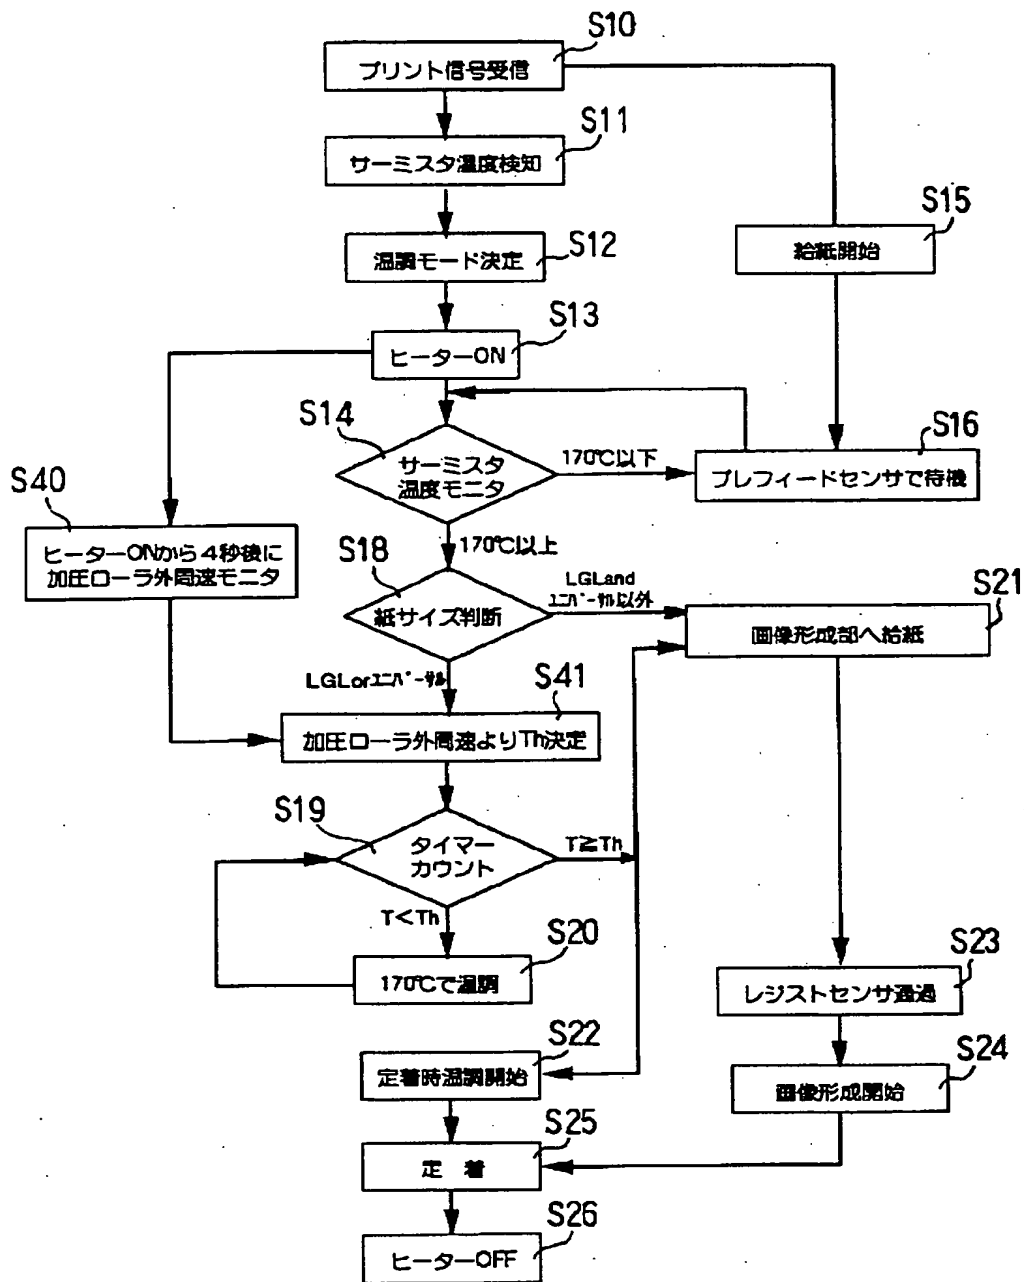 S10
プリント信号受信
S11
サーミスタ温度検知
S15
給紙開始
S12
温調モード決定
S13
ヒーターON
S14
サーミスタ
温度モニタ
170℃以下
S16
プレフィードセンサで待機
S40
ヒーターONから4秒後に
加圧ローラ外周速モニタ
170℃以上
S18
紙サイズ判断
LGLand
ユニバーサル以外
S21
画像形成部へ給紙
LGLorユニバーサル
S41
加圧ローラ外周速よりTh決定
S19
タイマー
カウント
T≧Th
T<Th
S20
170℃で温調
S23
レジストセンサ通過
S22
定着時温調開始
S24
画像形成開始
S25
定 着
S26
ヒーターOFF